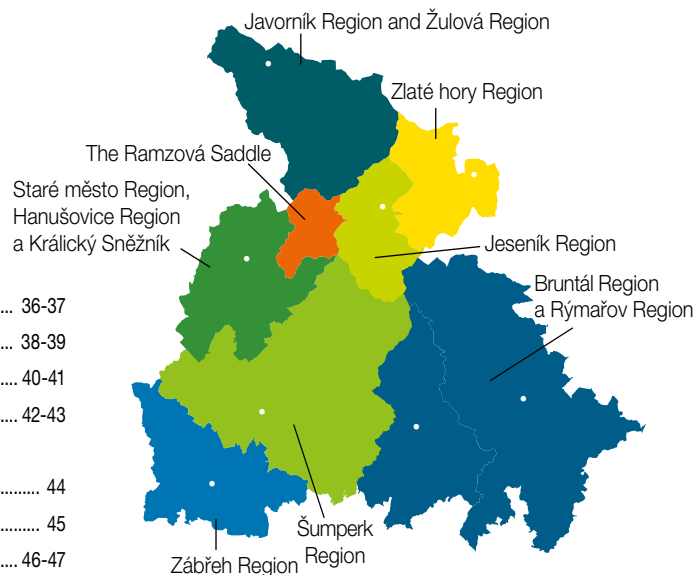 Javorník Region and Žulová Region
Zlaté hory Region
The Ramzová Saddle
Staré město Region,
Hanušovice Region
a Králický Sněžník
Jeseník Region
Bruntál Region
a Rýmařov Region
... 36-37
... 38-39
.... 40-41
.... 42-43
......... 44
......... 45
.... 46-47
Šumperk
Region
Zábřeh Region